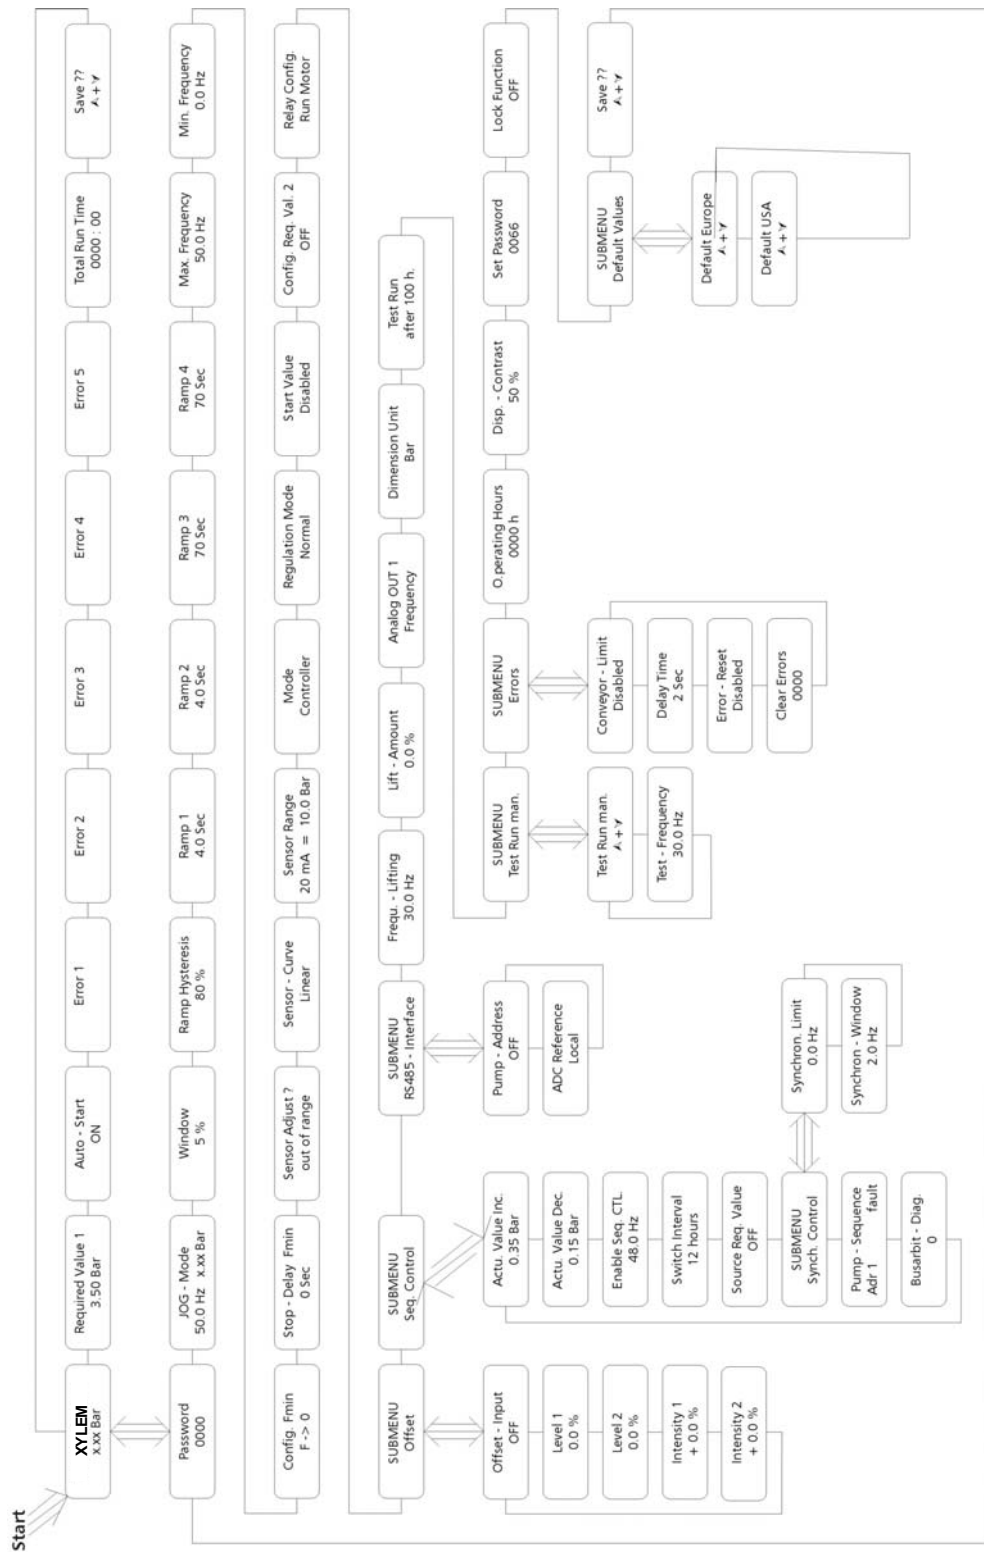 Start
XYLEM
x.xx Bar
Required Value 1
3.50 Bar
Auto - Start
ON
Error 1
Error 2
Error 3
Error 4
Error 5
Total Run Time
0000 : 00
Save ??
⋏ + ⋎
Password
0000
JOG - Mode
50.0 Hz x.xx Bar
Window
5 %
Ramp Hysteresis
80 %
Ramp 1
4.0 Sec
Ramp 2
4.0 Sec
Ramp 3
70 Sec
Ramp 4
70 Sec
Max. Frequency
50.0 Hz
Min. Frequency
0.0 Hz
Config. Fmin
F -> 0
Stop - Delay Fmin
0 Sec
Sensor Adjust ?
out of range
Sensor - Curve
Linear
Sensor Range
20 mA = 10.0 Bar
Mode
Controller
Regulation Mode
Normal
Start Value
Disabled
Config. Req. Val. 2
OFF
Relay Config.
Run Motor
SUBMENU
Offset
SUBMENU
Seq. Control
SUBMENU
RS485 - Interface
Frequ. - Lifting
30.0 Hz
Lift - Amount
0.0 %
Analog OUT 1
Frequency
Dimension Unit
Bar
Test Run
after 100 h.
Offset - Input
OFF
Level 1
0.0 %
Level 2
0.0 %
Intensity 1
+ 0.0 %
Intensity 2
+ 0.0 %
Actu. Value Inc.
0.35 Bar
Actu. Value Dec.
0.15 Bar
Enable Seq. CTL.
48.0 Hz
Switch Interval
12 hours
Source Req. Value
OFF
SUBMENU
Synch. Control
Pump - Sequence
Adr 1 fault
Busarbit - Diag.
0
Synchron. Limit
0.0 Hz
Synchron - Window
2.0 Hz
Pump - Address
OFF
ADC Reference
Local
SUBMENU
Test Run man.
SUBMENU
Errors
O.perating Hours
0000 h
Disp. - Contrast
50 %
Set Password
0066
Lock Function
OFF
Test Run man.
⋏ + ⋎
Test - Frequency
30.0 Hz
Conveyor - Limit
Disabled
Delay Time
2 Sec
Error - Reset
Disabled
Clear Errors
0000
SUBMENU
Default Values
Save ??
⋏ + ⋎
Default Europe
⋏ + ⋎
Default USA
⋏ + ⋎